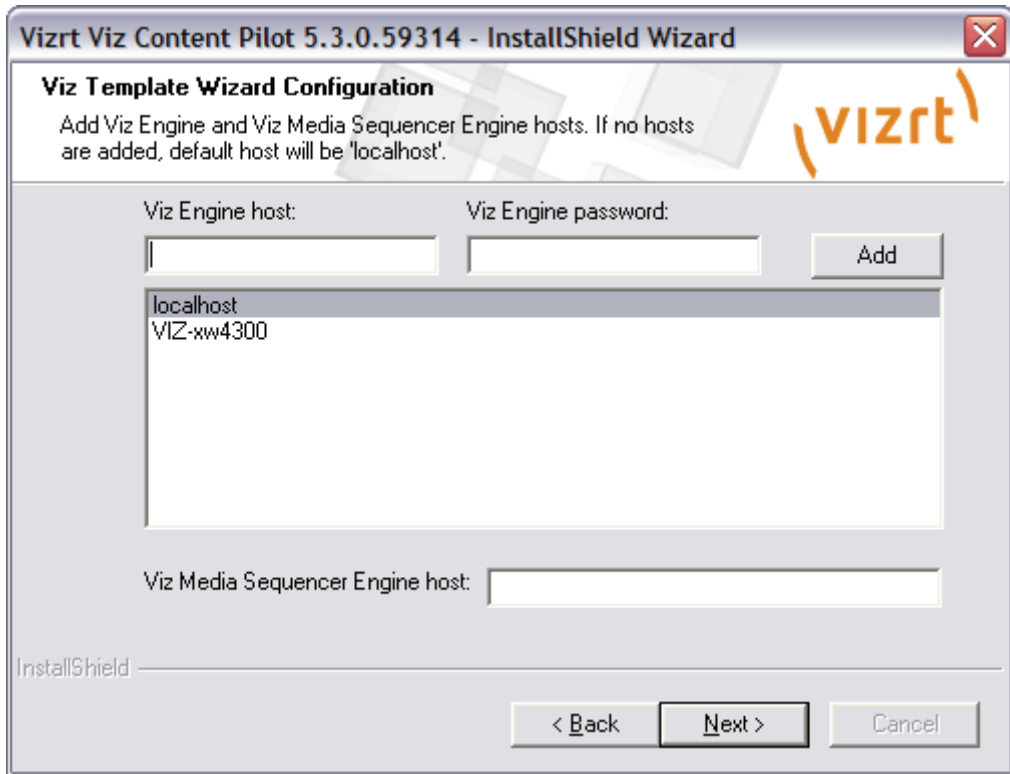 Vizrt Viz Content Pilot 5.3.0.59314 - InstallShield Wizard
Viz Template Wizard Configuration
Add Viz Engine and Viz Media Sequencer Engine hosts. If no hosts
are added, default host will be 'localhost'.
vizrt
Viz Engine host:
Viz Engine password:
Add
localhost
VIZ-xw4300
Viz Media Sequencer Engine host:
InstallShield
< Back
Next >
Cancel